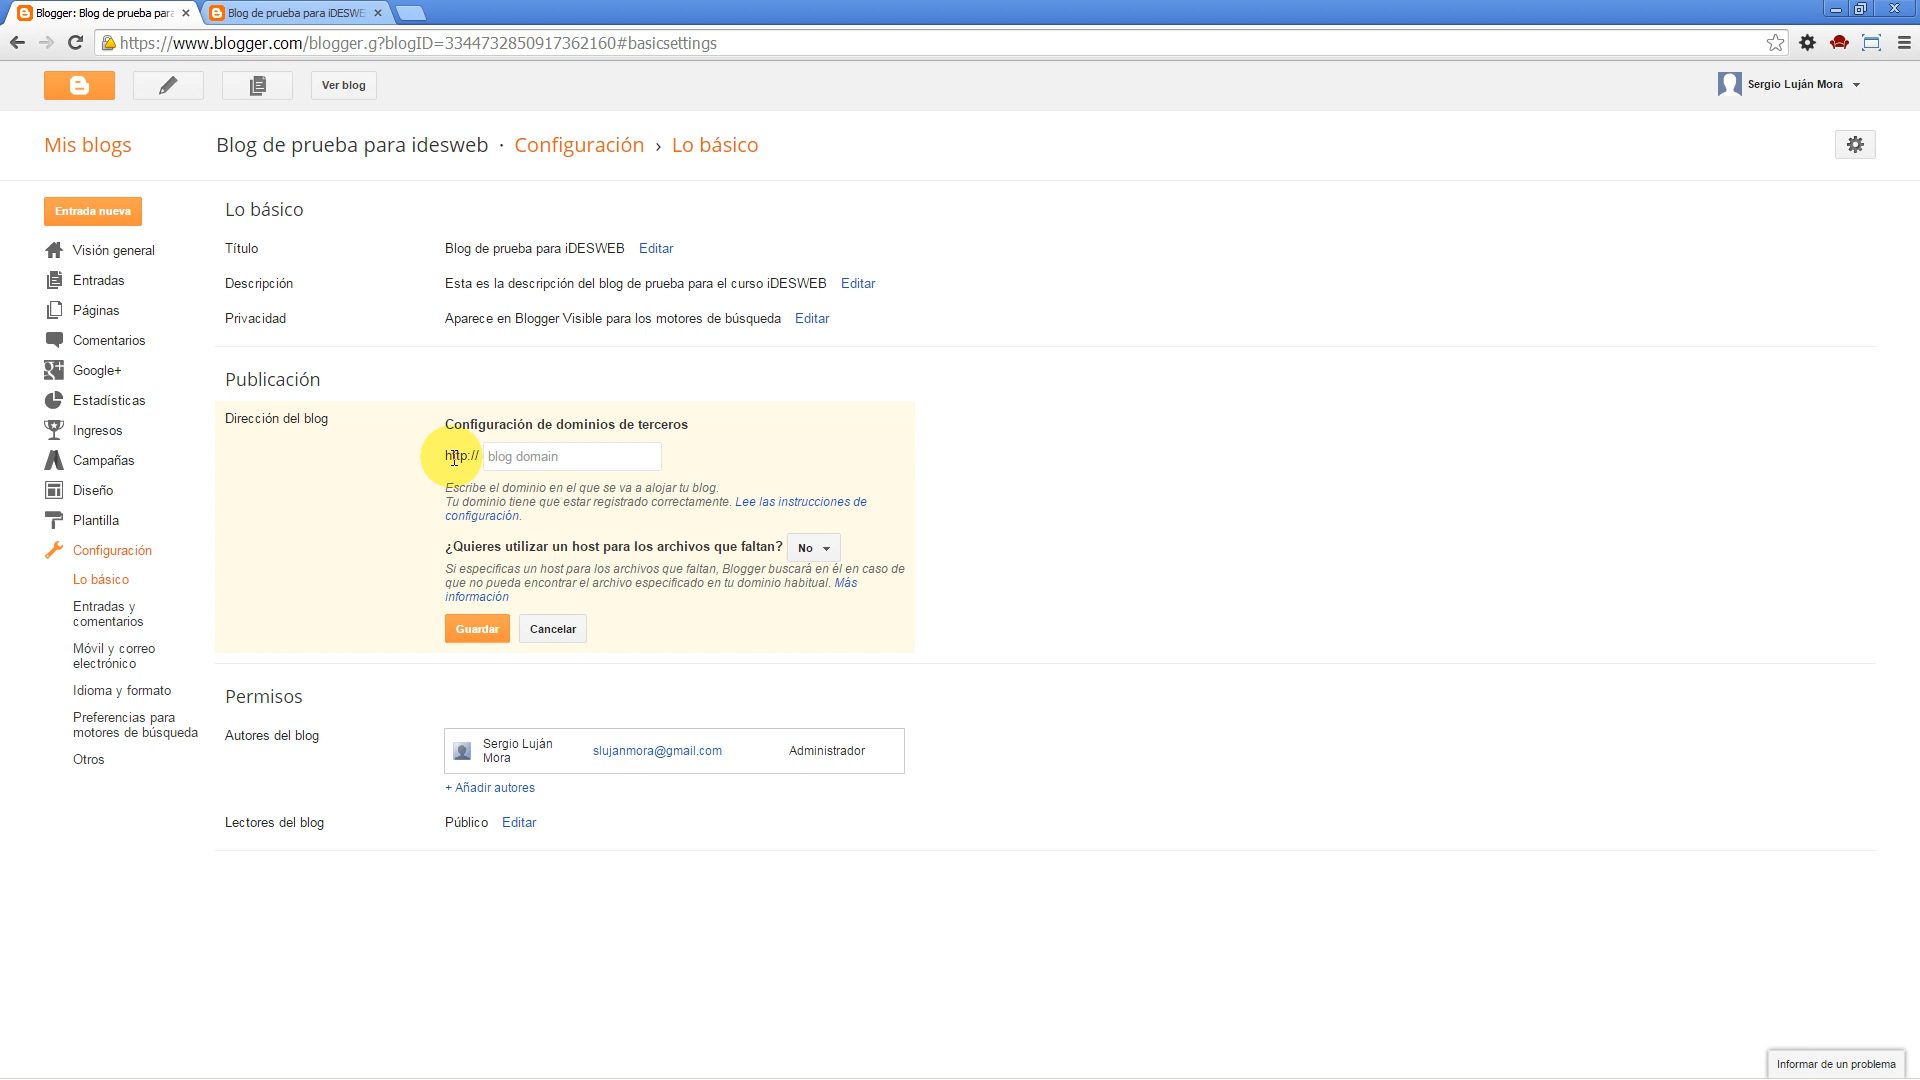 Blogger: Blog de prueba para
Blog de prueba para iDESWE
https://www.blogger.com/blogger.g?blogID=3344732850917362160#basicsettings
Ver blog
Sergio Luján Mora
Mis blogs
Blog de prueba para idesweb · Configuración › Lo básico
Entrada nueva
Visión general
Entradas
Páginas
Comentarios
Google+
Estadísticas
Ingresos
Campañas
Diseño
Plantilla
Configuración
Lo básico
Entradas y
comentarios
Móvil y correo
electrónico
Idioma y formato
Preferencias para
motores de búsqueda
Otros
Lo básico
Título Blog de prueba para iDESWEB Editar
Descripción Esta es la descripción del blog de prueba para el curso iDESWEB Editar
Privacidad Aparece en Blogger Visible para los motores de búsqueda Editar
Publicación
Dirección del blog
Configuración de dominios de terceros
http:// blog domain
Escribe el dominio en el que se va a alojar tu blog.
Tu dominio tiene que estar registrado correctamente. Lee las instrucciones de
configuración.
¿Quieres utilizar un host para los archivos que faltan? No
Si especificas un host para los archivos que faltan, Blogger buscará en él en caso de
que no pueda encontrar el archivo especificado en tu dominio habitual. Más
información
Guardar Cancelar
Permisos
Autores del blog
Sergio Luján
Mora
slujanmora@gmail.com Administrador
+ Añadir autores
Lectores del blog Público Editar
Informar de un problema